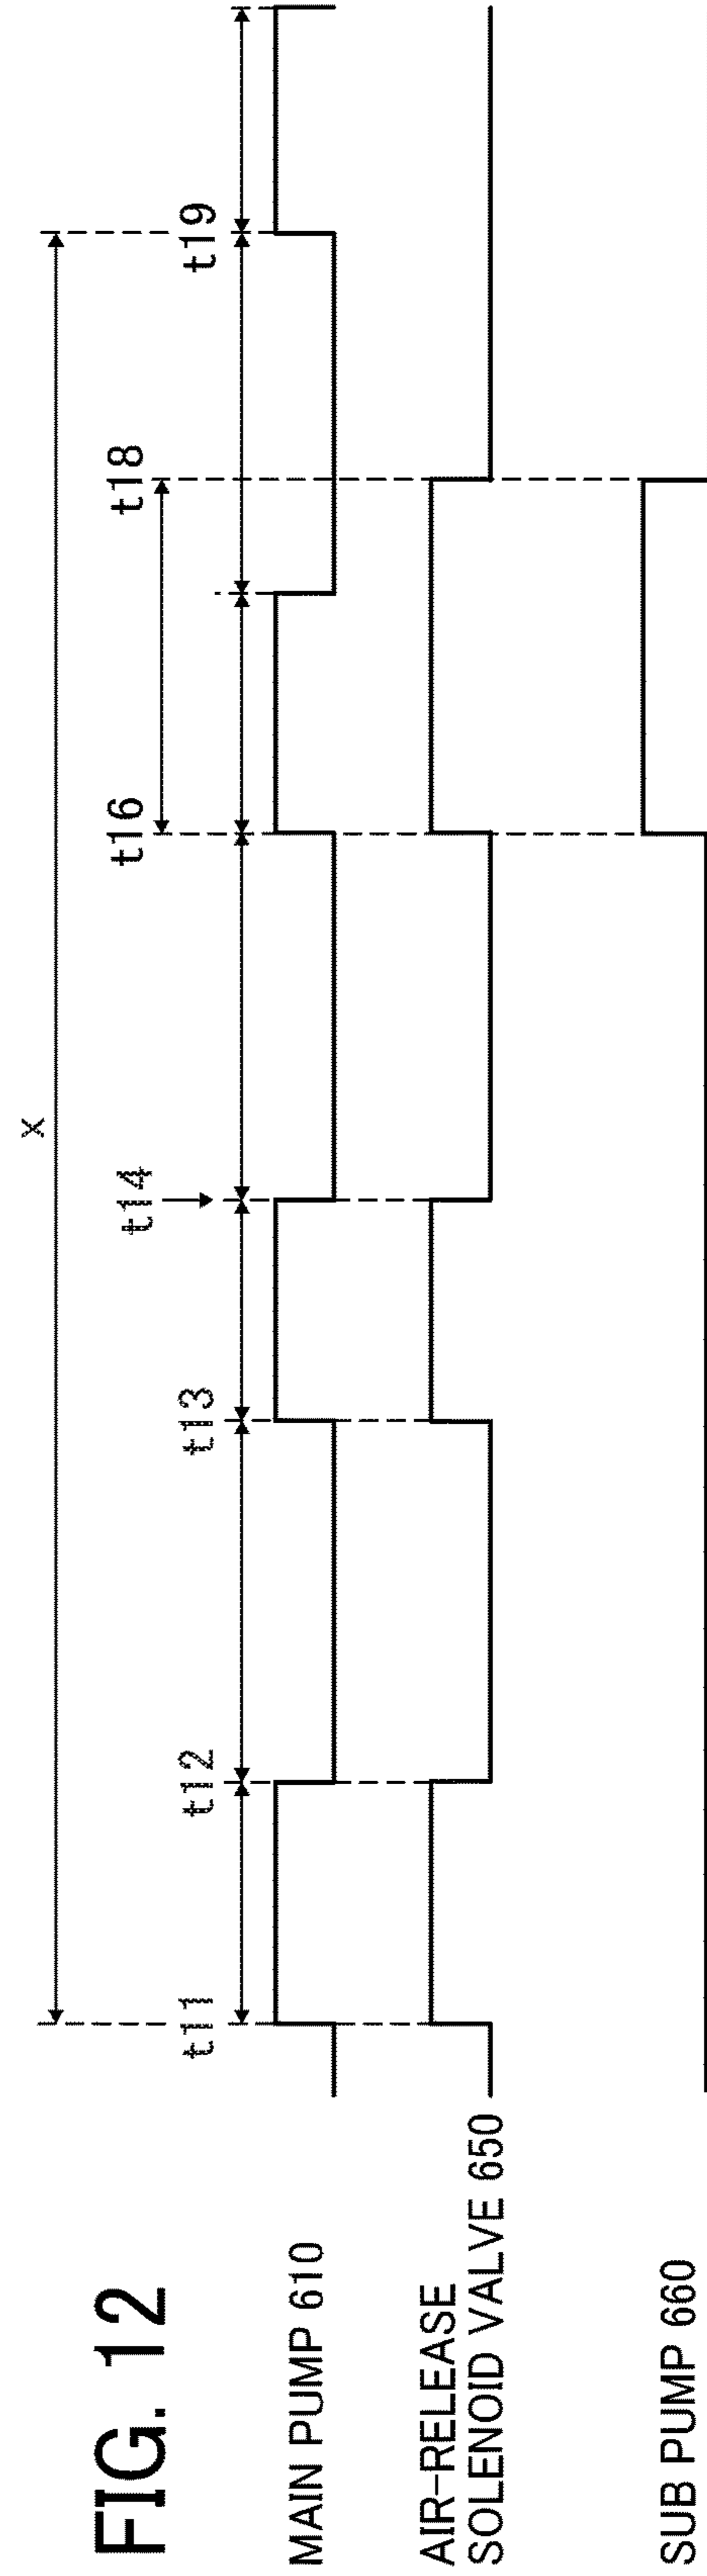 FIG. 12
x
t11
t12
t13
t14
t16
t18
t19
MAIN PUMP 610
AIR-RELEASE
SOLENOID VALVE 650
SUB PUMP 660